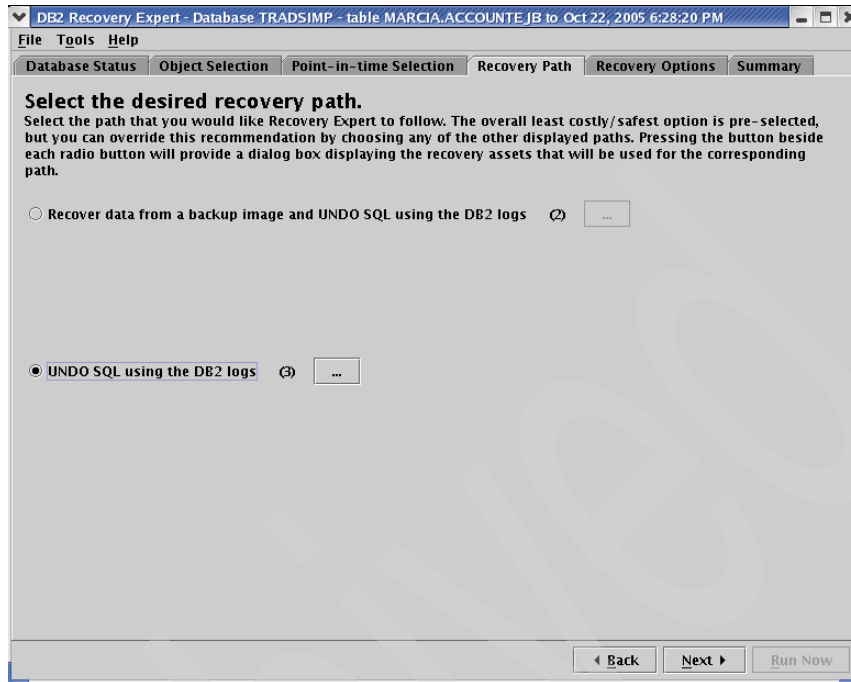 DB2 Recovery Expert - Database TRADSIMP - table MARCIA.ACCOUNTEJB to Oct 22, 2005 6:28:20 PM
File Tools Help
Database Status Object Selection Point-in-time Selection Recovery Path Recovery Options Summary
Select the desired recovery path.
Select the path that you would like Recovery Expert to follow. The overall least costly/safest option is pre-selected,
but you can override this recommendation by choosing any of the other displayed paths. Pressing the button beside
each radio button will provide a dialog box displaying the recovery assets that will be used for the corresponding
path.
Recover data from a backup image and UNDO SQL using the DB2 logs (2) ...
UNDO SQL using the DB2 logs (3) ...
Back Next Run Now